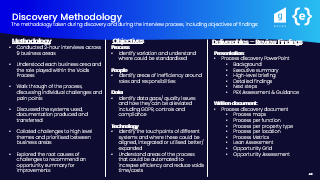 Discovery Methodology
The methodology taken during discovery and during the interview process, including objectives of findings
Methodology
• Conducted 2-hour interviews across 9 business areas
• Understood each business area and the role played within the Voids Process
• Walk through of the process, discussing individual challenges and pain points
• Discussed the systems used, documentation produced and transferred
• Collated challenges to high level themes and prioritised between business areas
• Explored the root causes of challenges to recommend an opportunity summary for improvements
Objectives
Process
• Identify variation and understand where could be standardised
People
• Identify areas of inefficiency around roles and responsibilities
Data
• Identify data gaps/ quality issues and how they can be alleviated including GDPR, controls and compliance
Technology
• Identify the touchpoints of different systems and where these could be aligned, integrated or utilised better/ expanded
• Understand areas of the process that could be automated to increase efficiency and reduce voids time/costs
Deliverables – Review findings
Presentation:
• Process discovery PowerPoint
• Background
• Executive summary
• High-level briefing
• Detailed findings
• Next steps
• ROI Assessment & Guidance
Written document:
• Process discovery document
• Process maps
• Process per function
• Process per property type
• Process per location
• Process Metrics
• Lean Assessment
• Opportunity Grid
• Opportunity Assessment